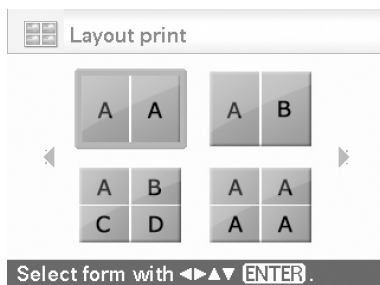 Layout print
A A A B
A B A A
C D A A
Select form with ◄►▲▼ ENTER.